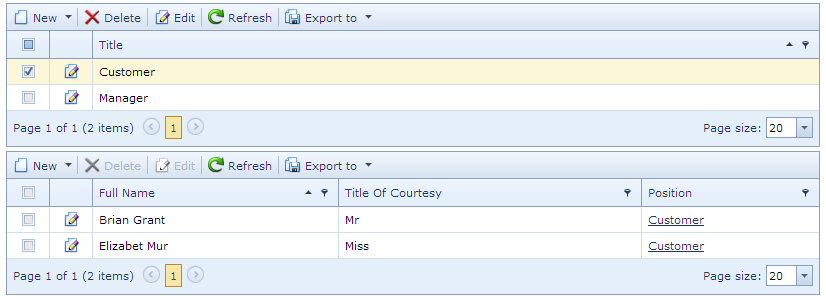 New Delete Edit Refresh Export to
Title
Customer
Manager
Page 1 of 1 (2 items) 1 Page size: 20
New Delete Edit Refresh Export to
Full Name Title Of Courtesy Position
Brian Grant Mr Customer
Elizabet Mur Miss Customer
Page 1 of 1 (2 items) 1 Page size: 20